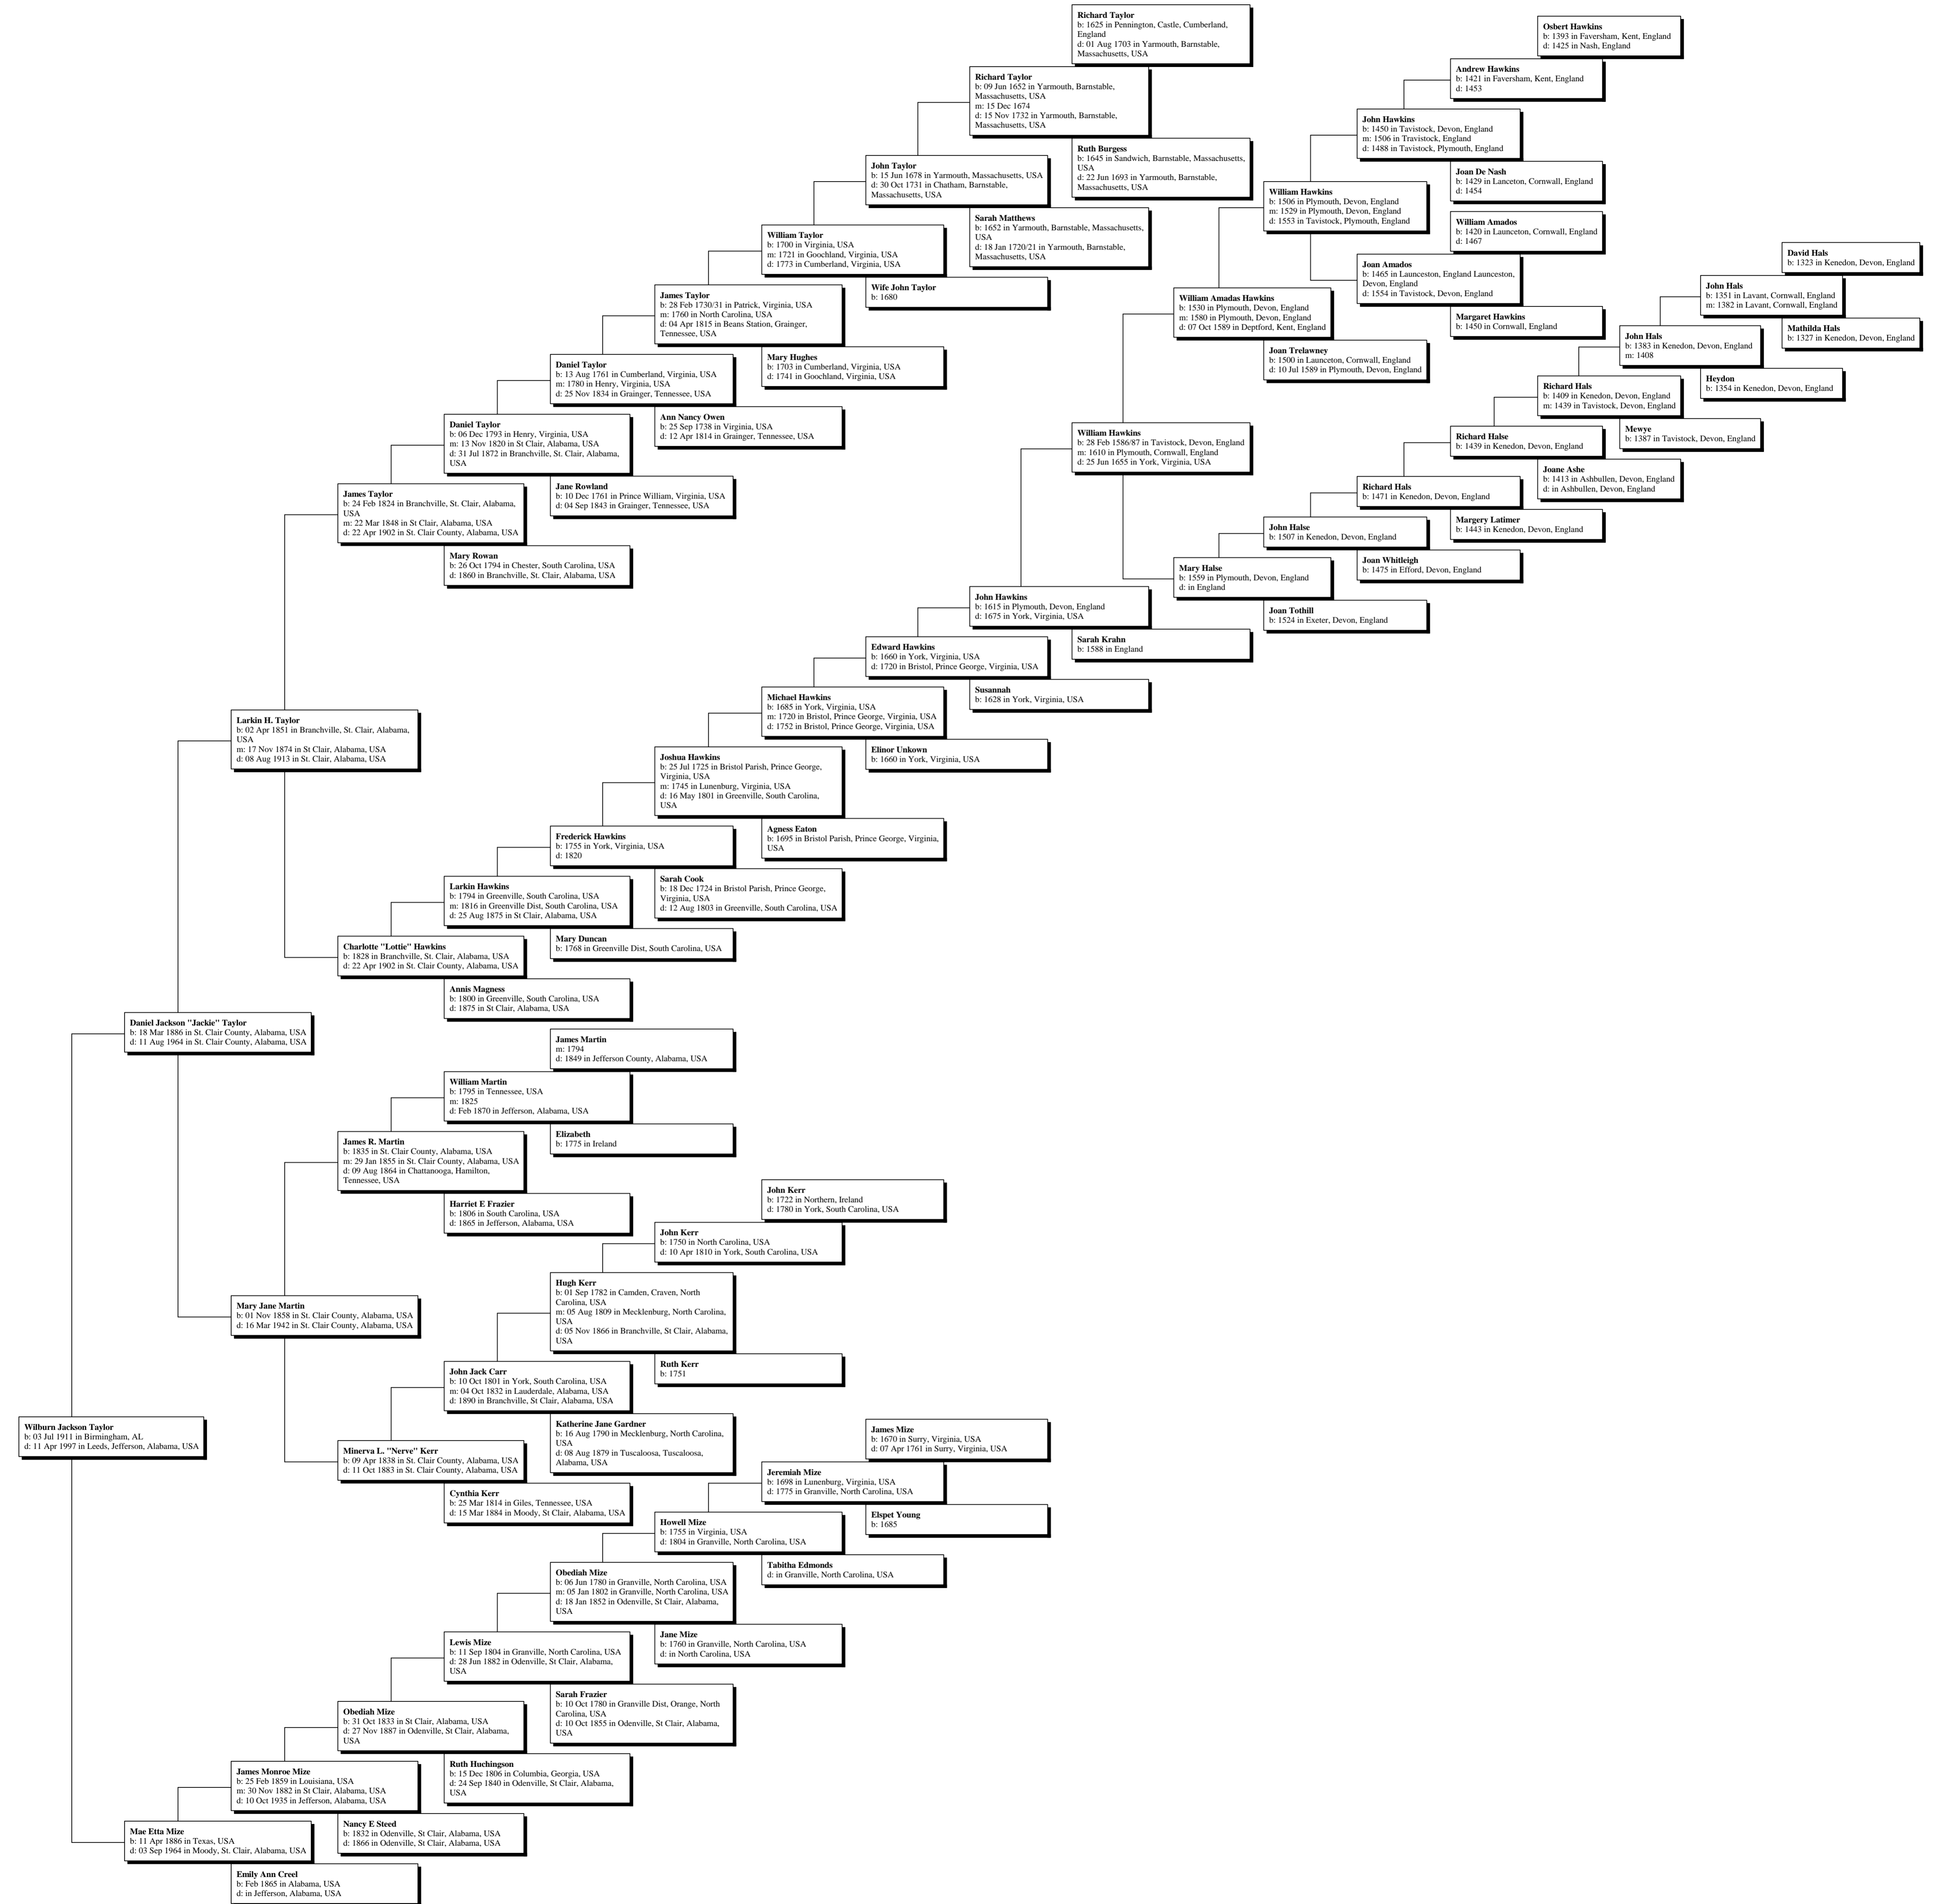 Richard Taylor
b: 1625 in Pennington, Castle, Cumberland,
England
d: 01 Aug 1703 in Yarmouth, Barnstable,
Massachusetts, USA
Osbert Hawkins
b: 1393 in Faversham, Kent, England
d: 1425 in Nash, England
Andrew Hawkins
b: 1421 in Faversham, Kent, England
d: 1453
Richard Taylor
b: 09 Jun 1652 in Yarmouth, Barnstable,
Massachusetts, USA
m: 15 Dec 1674
d: 15 Nov 1732 in Yarmouth, Barnstable,
Massachusetts, USA
John Hawkins
b: 1450 in Tavistock, Devon, England
m: 1506 in Travistock, England
d: 1488 in Tavistock, Plymouth, England
Ruth Burgess
b: 1645 in Sandwich, Barnstable, Massachusetts,
USA
d: 22 Jun 1693 in Yarmouth, Barnstable,
Massachusetts, USA
John Taylor
b: 15 Jun 1678 in Yarmouth, Massachusetts, USA
d: 30 Oct 1731 in Chatham, Barnstable,
Massachusetts, USA
Joan De Nash
b: 1429 in Lanceton, Cornwall, England
d: 1454
William Hawkins
b: 1506 in Plymouth, Devon, England
m: 1529 in Plymouth, Devon, England
d: 1553 in Tavistock, Plymouth, England
Sarah Matthews
b: 1652 in Yarmouth, Barnstable, Massachusetts,
USA
d: 18 Jan 1720/21 in Yarmouth, Barnstable,
Massachusetts, USA
William Amados
b: 1420 in Launceton, Cornwall, England
d: 1467
William Taylor
b: 1700 in Virginia, USA
m: 1721 in Goochland, Virginia, USA
d: 1773 in Cumberland, Virginia, USA
David Hals
b: 1323 in Kenedon, Devon, England
Joan Amados
b: 1465 in Launceston, England Launceston,
Devon, England
d: 1554 in Tavistock, Devon, England
Wife John Taylor
b: 1680
John Hals
b: 1351 in Lavant, Cornwall, England
m: 1382 in Lavant, Cornwall, England
James Taylor
b: 28 Feb 1730/31 in Patrick, Virginia, USA
m: 1760 in North Carolina, USA
d: 04 Apr 1815 in Beans Station, Grainger,
Tennessee, USA
William Amadas Hawkins
b: 1530 in Plymouth, Devon, England
m: 1580 in Plymouth, Devon, England
d: 07 Oct 1589 in Deptford, Kent, England
Margaret Hawkins
b: 1450 in Cornwall, England
Mathilda Hals
b: 1327 in Kenedon, Devon, England
John Hals
b: 1383 in Kenedon, Devon, England
m: 1408
Joan Trelawney
b: 1500 in Launceton, Cornwall, England
d: 10 Jul 1589 in Plymouth, Devon, England
Mary Hughes
b: 1703 in Cumberland, Virginia, USA
d: 1741 in Goochland, Virginia, USA
Daniel Taylor
b: 13 Aug 1761 in Cumberland, Virginia, USA
m: 1780 in Henry, Virginia, USA
d: 25 Nov 1834 in Grainger, Tennessee, USA
Heydon
b: 1354 in Kenedon, Devon, England
Richard Hals
b: 1409 in Kenedon, Devon, England
m: 1439 in Tavistock, Devon, England
Ann Nancy Owen
b: 25 Sep 1738 in Virginia, USA
d: 12 Apr 1814 in Grainger, Tennessee, USA
Daniel Taylor
b: 06 Dec 1793 in Henry, Virginia, USA
m: 13 Nov 1820 in St Clair, Alabama, USA
d: 31 Jul 1872 in Branchville, St. Clair, Alabama,
USA
William Hawkins
b: 28 Feb 1586/87 in Tavistock, Devon, England
m: 1610 in Plymouth, Cornwall, England
d: 25 Jun 1655 in York, Virginia, USA
Mewye
b: 1387 in Tavistock, Devon, England
Richard Halse
b: 1439 in Kenedon, Devon, England
Joane Ashe
b: 1413 in Ashbullen, Devon, England
d: in Ashbullen, Devon, England
Jane Rowland
b: 10 Dec 1761 in Prince William, Virginia, USA
d: 04 Sep 1843 in Grainger, Tennessee, USA
Richard Hals
b: 1471 in Kenedon, Devon, England
James Taylor
b: 24 Feb 1824 in Branchville, St. Clair, Alabama,
USA
m: 22 Mar 1848 in St Clair, Alabama, USA
d: 22 Apr 1902 in St. Clair County, Alabama, USA
Margery Latimer
b: 1443 in Kenedon, Devon, England
John Halse
b: 1507 in Kenedon, Devon, England
Mary Rowan
b: 26 Oct 1794 in Chester, South Carolina, USA
d: 1860 in Branchville, St. Clair, Alabama, USA
Joan Whitleigh
b: 1475 in Efford, Devon, England
Mary Halse
b: 1559 in Plymouth, Devon, England
d: in England
John Hawkins
b: 1615 in Plymouth, Devon, England
d: 1675 in York, Virginia, USA
Joan Tothill
b: 1524 in Exeter, Devon, England
Sarah Krahn
b: 1588 in England
Edward Hawkins
b: 1660 in York, Virginia, USA
d: 1720 in Bristol, Prince George, Virginia, USA
Susannah
b: 1628 in York, Virginia, USA
Michael Hawkins
b: 1685 in York, Virginia, USA
m: 1720 in Bristol, Prince George, Virginia, USA
d: 1752 in Bristol, Prince George, Virginia, USA
Larkin H. Taylor
b: 02 Apr 1851 in Branchville, St. Clair, Alabama,
USA
m: 17 Nov 1874 in St Clair, Alabama, USA
d: 08 Aug 1913 in St. Clair, Alabama, USA
Elinor Unkown
b: 1660 in York, Virginia, USA
Joshua Hawkins
b: 25 Jul 1725 in Bristol Parish, Prince George,
Virginia, USA
m: 1745 in Lunenburg, Virginia, USA
d: 16 May 1801 in Greenville, South Carolina,
USA
Agness Eaton
b: 1695 in Bristol Parish, Prince George, Virginia,
USA
Frederick Hawkins
b: 1755 in York, Virginia, USA
d: 1820
Sarah Cook
b: 18 Dec 1724 in Bristol Parish, Prince George,
Virginia, USA
d: 12 Aug 1803 in Greenville, South Carolina, USA
Larkin Hawkins
b: 1794 in Greenville, South Carolina, USA
m: 1816 in Greenville Dist, South Carolina, USA
d: 25 Aug 1875 in St Clair, Alabama, USA
Mary Duncan
b: 1768 in Greenville Dist, South Carolina, USA
Charlotte "Lottie" Hawkins
b: 1828 in Branchville, St. Clair, Alabama, USA
d: 22 Apr 1902 in St. Clair County, Alabama, USA
Annis Magness
b: 1800 in Greenville, South Carolina, USA
d: 1875 in St Clair, Alabama, USA
Daniel Jackson "Jackie" Taylor
b: 18 Mar 1886 in St. Clair County, Alabama, USA
d: 11 Aug 1964 in St. Clair County, Alabama, USA
James Martin
m: 1794
d: 1849 in Jefferson County, Alabama, USA
William Martin
b: 1795 in Tennessee, USA
m: 1825
d: Feb 1870 in Jefferson, Alabama, USA
Elizabeth
b: 1775 in Ireland
James R. Martin
b: 1835 in St. Clair County, Alabama, USA
m: 29 Jan 1855 in St. Clair County, Alabama, USA
d: 09 Aug 1864 in Chattanooga, Hamilton,
Tennessee, USA
Harriet E Frazier
b: 1806 in South Carolina, USA
d: 1865 in Jefferson, Alabama, USA
John Kerr
b: 1722 in Northern, Ireland
d: 1780 in York, South Carolina, USA
John Kerr
b: 1750 in North Carolina, USA
d: 10 Apr 1810 in York, South Carolina, USA
Hugh Kerr
b: 01 Sep 1782 in Camden, Craven, North
Carolina, USA
m: 05 Aug 1809 in Mecklenburg, North Carolina,
USA
d: 05 Nov 1866 in Branchville, St Clair, Alabama,
USA
Mary Jane Martin
b: 01 Nov 1858 in St. Clair County, Alabama, USA
d: 16 Mar 1942 in St. Clair County, Alabama, USA
Ruth Kerr
b: 1751
John Jack Carr
b: 10 Oct 1801 in York, South Carolina, USA
m: 04 Oct 1832 in Lauderdale, Alabama, USA
d: 1890 in Branchville, St Clair, Alabama, USA
Katherine Jane Gardner
b: 16 Aug 1790 in Mecklenburg, North Carolina,
USA
d: 08 Aug 1879 in Tuscaloosa, Tuscaloosa,
Alabama, USA
Wilburn Jackson Taylor
b: 03 Jul 1911 in Birmingham, AL
d: 11 Apr 1997 in Leeds, Jefferson, Alabama, USA
James Mize
b: 1670 in Surry, Virginia, USA
d: 07 Apr 1761 in Surry, Virginia, USA
Minerva L. "Nerve" Kerr
b: 09 Apr 1838 in St. Clair County, Alabama, USA
d: 11 Oct 1883 in St. Clair County, Alabama, USA
Jeremiah Mize
b: 1698 in Lunenburg, Virginia, USA
d: 1775 in Granville, North Carolina, USA
Cynthia Kerr
b: 25 Mar 1814 in Giles, Tennessee, USA
d: 15 Mar 1884 in Moody, St Clair, Alabama, USA
Elspet Young
b: 1685
Howell Mize
b: 1755 in Virginia, USA
d: 1804 in Granville, North Carolina, USA
Tabitha Edmonds
d: in Granville, North Carolina, USA
Obediah Mize
b: 06 Jun 1780 in Granville, North Carolina, USA
m: 05 Jan 1802 in Granville, North Carolina, USA
d: 18 Jan 1852 in Odenville, St Clair, Alabama,
USA
Jane Mize
b: 1760 in Granville, North Carolina, USA
d: in North Carolina, USA
Lewis Mize
b: 11 Sep 1804 in Granville, North Carolina, USA
d: 28 Jun 1882 in Odenville, St Clair, Alabama,
USA
Sarah Frazier
b: 10 Oct 1780 in Granville Dist, Orange, North
Carolina, USA
d: 10 Oct 1855 in Odenville, St Clair, Alabama,
USA
Obediah Mize
b: 31 Oct 1833 in St Clair, Alabama, USA
d: 27 Nov 1887 in Odenville, St Clair, Alabama,
USA
Ruth Huchingson
b: 15 Dec 1806 in Columbia, Georgia, USA
d: 24 Sep 1840 in Odenville, St Clair, Alabama,
USA
James Monroe Mize
b: 25 Feb 1859 in Louisiana, USA
m: 30 Nov 1882 in St Clair, Alabama, USA
d: 10 Oct 1935 in Jefferson, Alabama, USA
Nancy E Steed
b: 1832 in Odenville, St Clair, Alabama, USA
d: 1866 in Odenville, St Clair, Alabama, USA
Mae Etta Mize
b: 11 Apr 1886 in Texas, USA
d: 03 Sep 1964 in Moody, St. Clair, Alabama, USA
Emily Ann Creel
b: Feb 1865 in Alabama, USA
d: in Jefferson, Alabama, USA